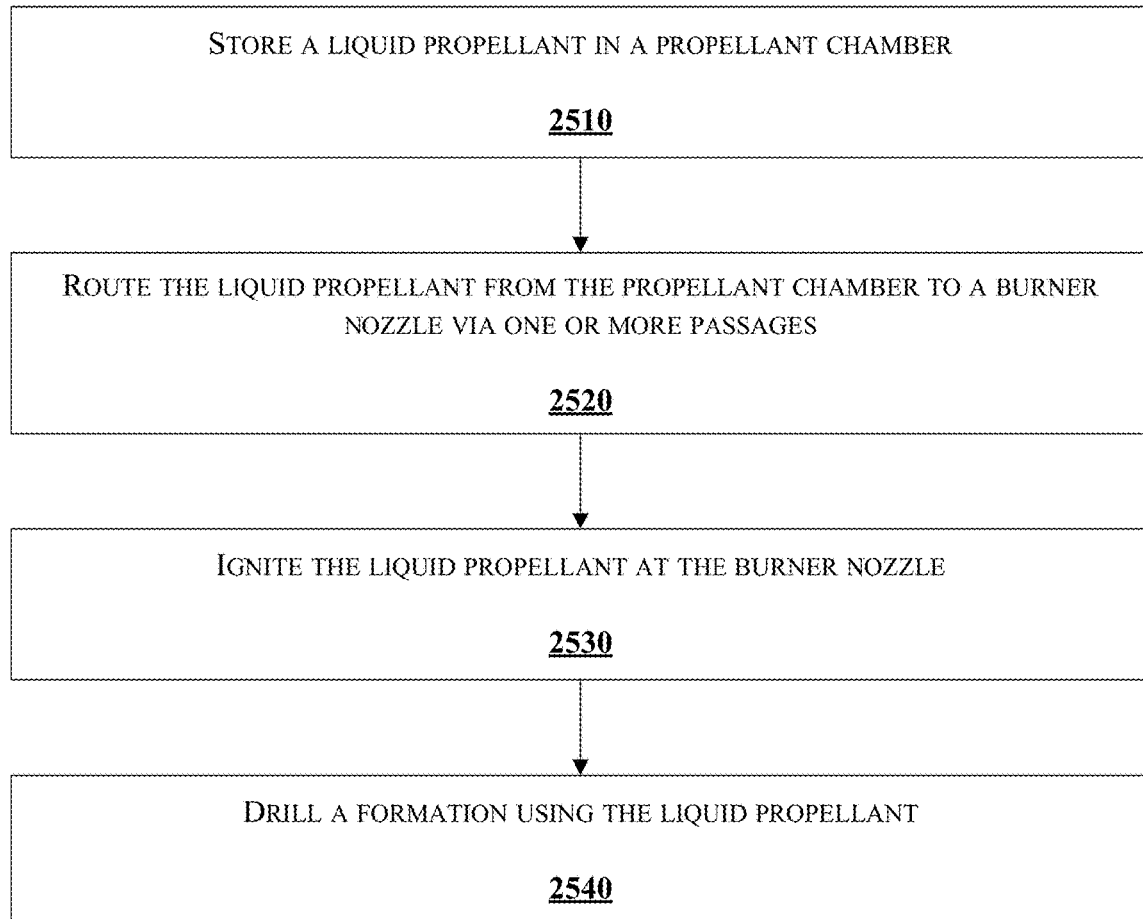 STORE A LIQUID PROPELLANT IN A PROPELLANT CHAMBER
2510
ROUTE THE LIQUID PROPELLANT FROM THE PROPELLANT CHAMBER TO A BURNER
NOZZLE VIA ONE OR MORE PASSAGES
2520
IGNITE THE LIQUID PROPELLANT AT THE BURNER NOZZLE
2530
DRILL A FORMATION USING THE LIQUID PROPELLANT
2540